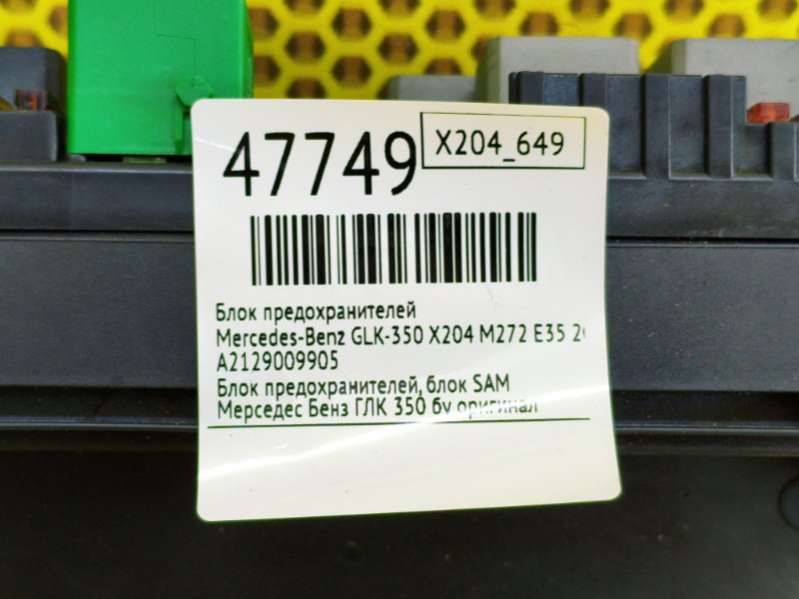 47749
X204_649
Блок предохранителей
Mercedes-Benz GLK-350 X204 M272 E35
A2129009905
Блок предохранителей, блок SAM
Мерседес Бенз ГЛК 350 бу оригинал